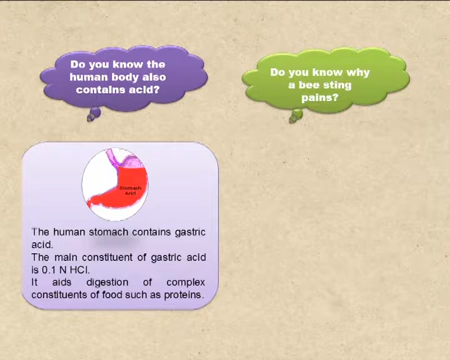 Do you know the
human body also
contains acid?
Do you know why
a bee sting
pains?
Stomach
Acid
The human stomach contains gastric
acid.
The main constituent of gastric acid
is 0.1 N HCl.
It aids digestion of complex
constituents of food such as proteins.